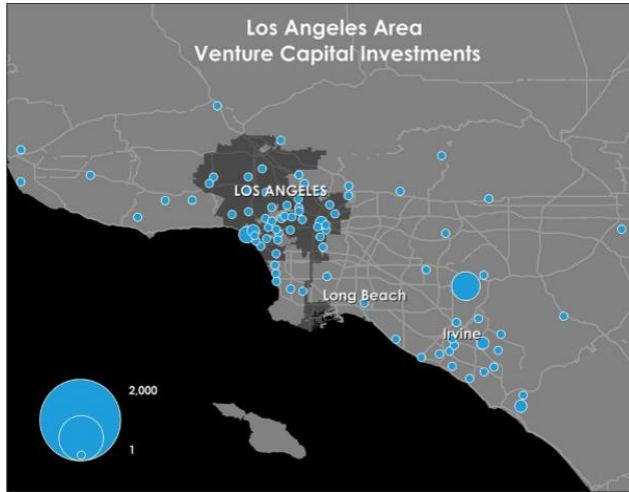 Los Angeles Area
Venture Capital Investments
LOS ANGELES
Long Beach
Irvine
2,000
1